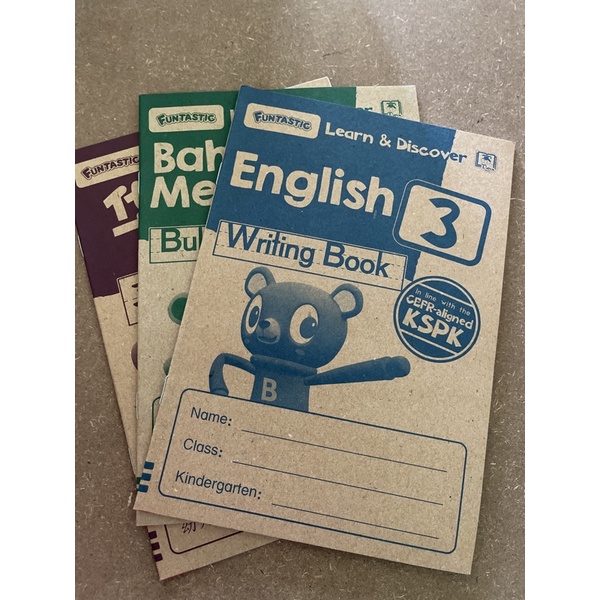 FUNTASTIC
Learn & Discover
English 3
Writing Book
In line with the
CEFR-aligned
KSPK
B
Name:
Class:
Kindergarten:
FUNTASTIC
Bah
Me
Bu
FUNTASTIC